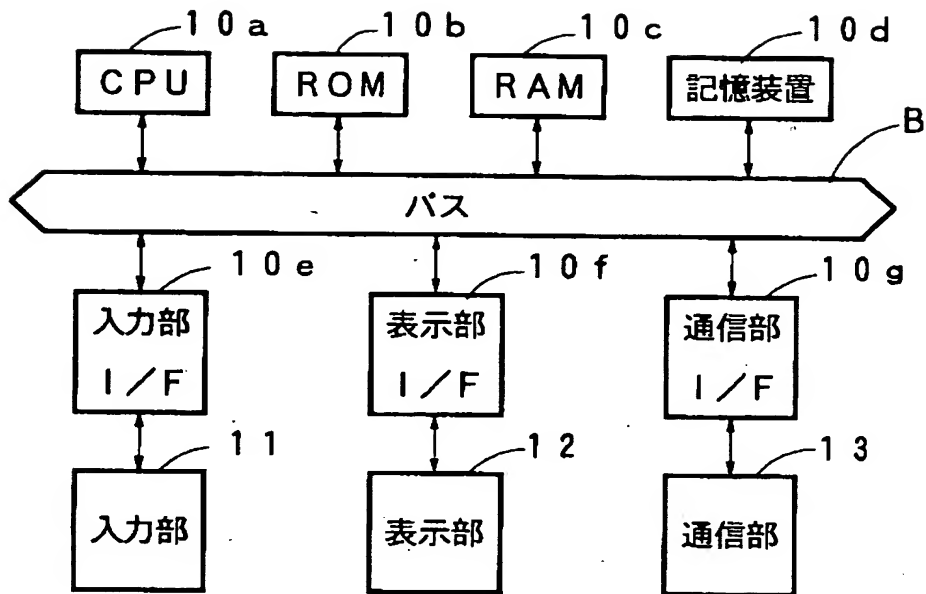 10a
10b
10c
10d
CPU
ROM
RAM
記憶装置
B
バス
10e
10f
10g
入力部
I/F
表示部
I/F
通信部
I/F
11
12
13
入力部
表示部
通信部